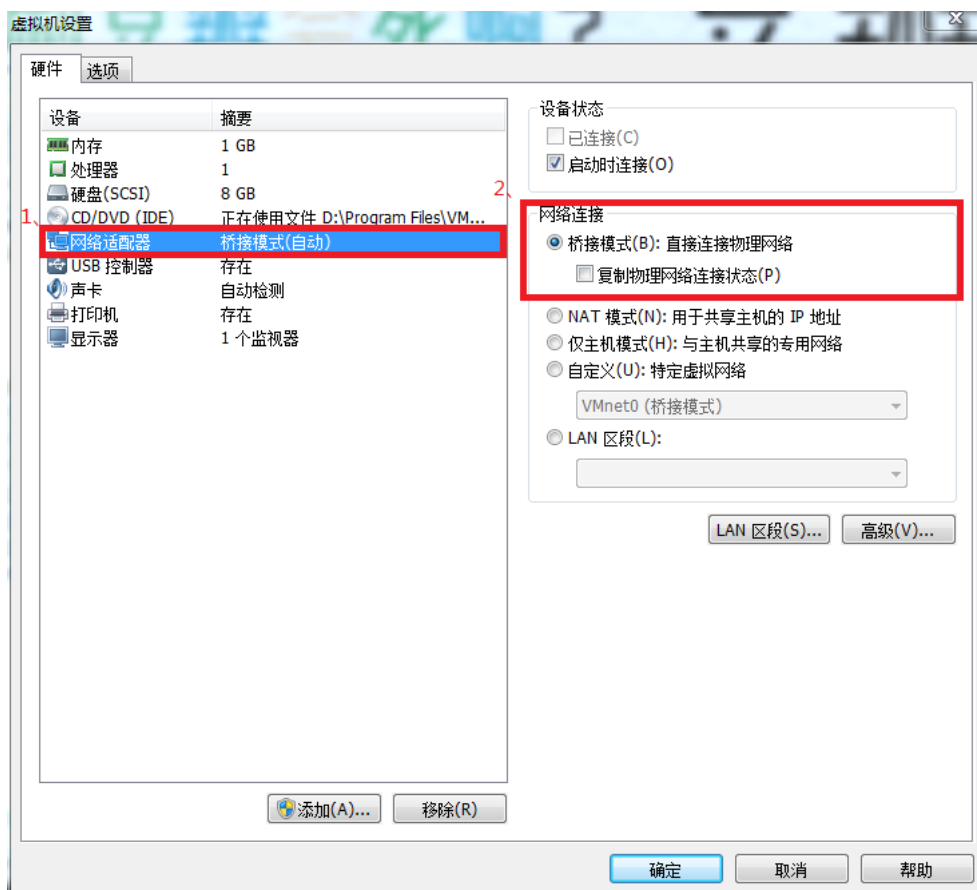 虚拟机设置
硬件 选项
设备 摘要
内存 1 GB
处理器 1
硬盘(SCSI) 8 GB
1、
CD/DVD (IDE) 正在使用文件 D:\Program Files\VM...
网络适配器 桥接模式(自动)
USB 控制器 存在
声卡 自动检测
打印机 存在
显示器 1 个监视器
添加(A)... 移除(R)
设备状态
已连接(C)
启动时连接(O)
2、
网络连接
桥接模式(B): 直接连接物理网络
复制物理网络连接状态(P)
NAT 模式(N): 用于共享主机的 IP 地址
仅主机模式(H): 与主机共享的专用网络
自定义(U): 特定虚拟网络
VMnet0 (桥接模式)
LAN 区段(L):
LAN 区段(S)... 高级(V)...
确定 取消 帮助